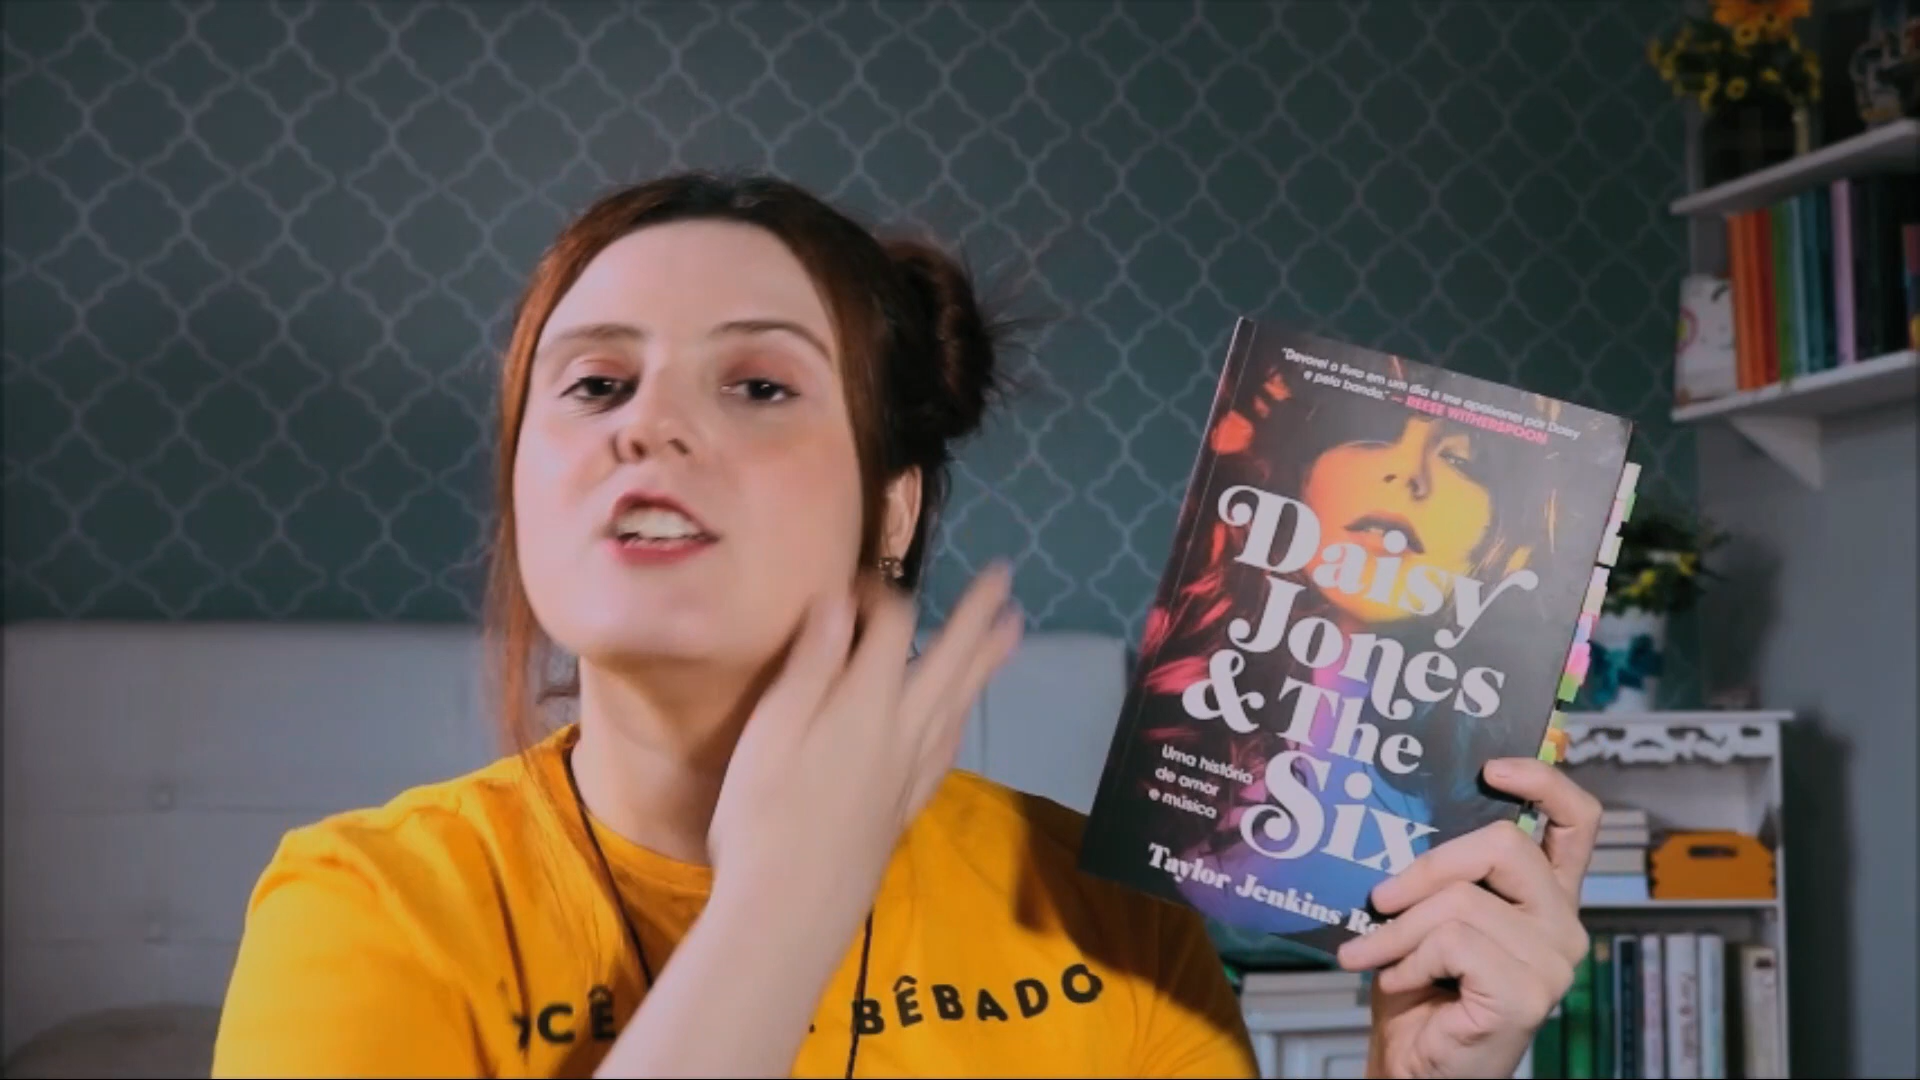 "Devorei o livro em um dia e me apaixonei por Daisy
e pela banda." — REESE WITHERSPOON
Daisy
Jones
& The
Six
Uma história
de amor
e música
Taylor Jenkins
BÊBADO